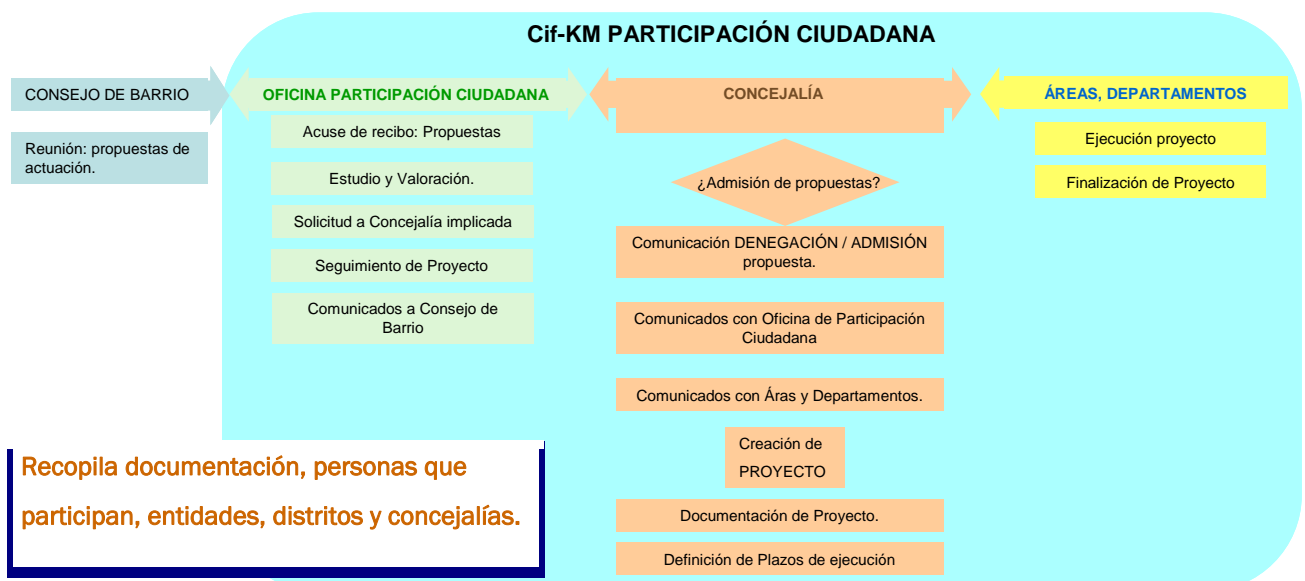 Cif-KM PARTICIPACIÓN CIUDADANA
CONSEJO DE BARRIO
Reunión: propuestas de
actuación.
OFICINA PARTICIPACIÓN CIUDADANA
Acuse de recibo: Propuestas
Estudio y Valoración.
Solicitud a Concejalía implicada
Seguimiento de Proyecto
Comunicados a Consejo de
Barrio
CONCEJALÍA
¿Admisión de propuestas?
Comunicación DENEGACIÓN / ADMISIÓN
propuesta.
Comunicados con Oficina de Participación
Ciudadana
Comunicados con Áras y Departamentos.
Creación de
PROYECTO
Documentación de Proyecto.
Definición de Plazos de ejecución
ÁREAS, DEPARTAMENTOS
Ejecución proyecto
Finalización de Proyecto
Recopila documentación, personas que
participan, entidades, distritos y concejalías.